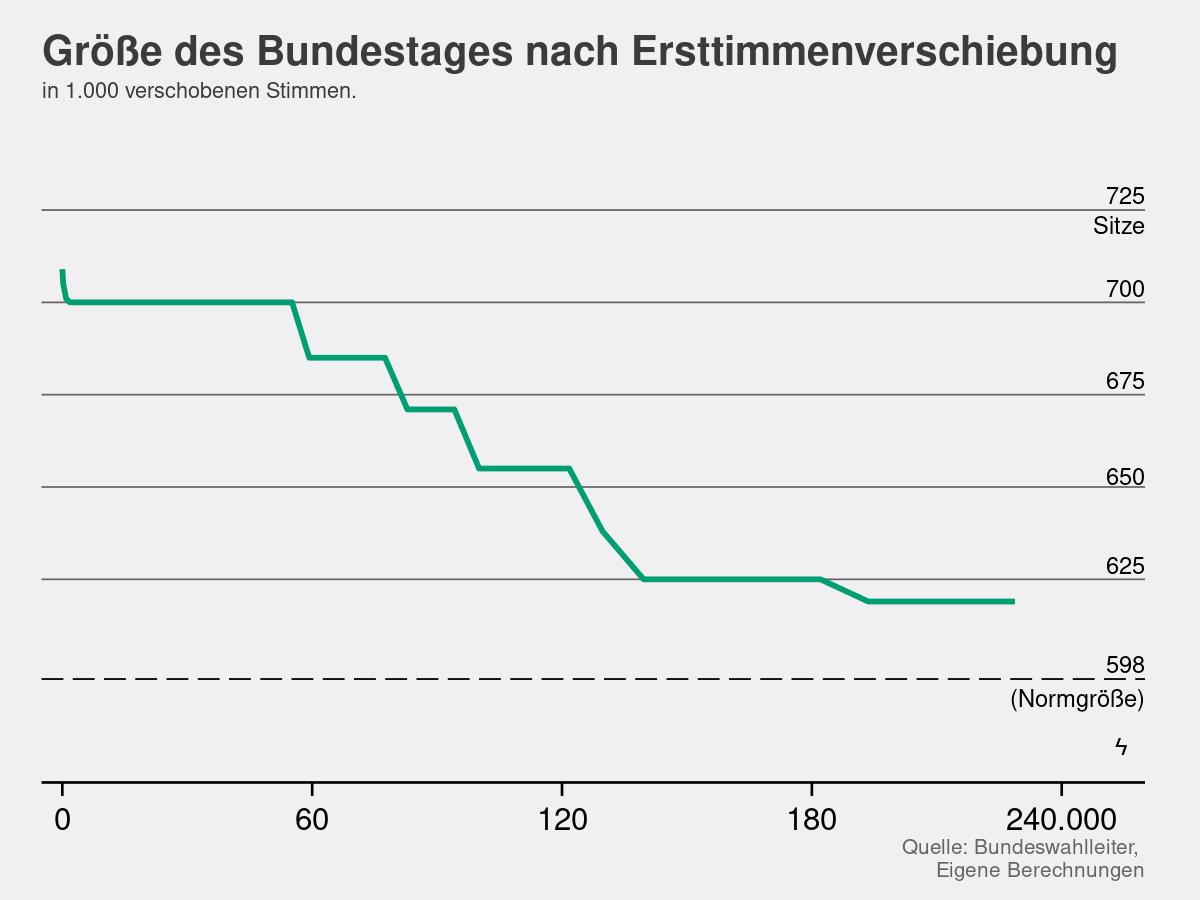 Größe des Bundestages nach Ersttimmenverschiebung
in 1.000 verschobenen Stimmen.
725
Sitze
700
675
650
625
598
(Normgröße)
ϟ
0 60 120 180 240.000
Quelle: Bundeswahlleiter,
Eigene Berechnungen